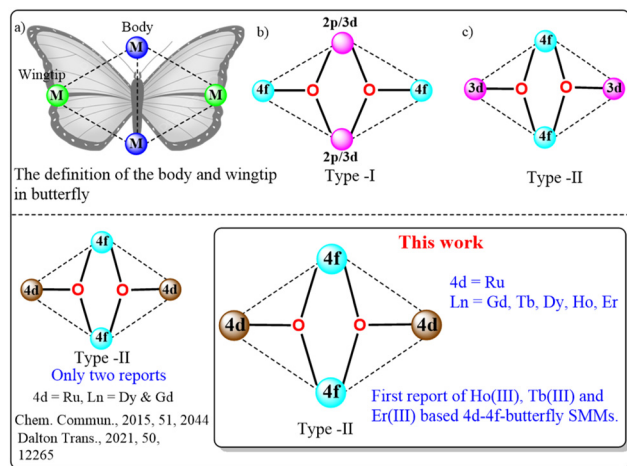 a)
Body
M
Wingtip
M
M
M
The definition of the body and wingtip
in butterfly
b)
2p/3d
4f
O
O
4f
2p/3d
Type -I
c)
4f
3d
O
O
3d
4f
Type -II
4f
4d
O
O
4d
4f
Type -II
Only two reports
4d = Ru, Ln = Dy & Gd
Chem. Commun., 2015, 51, 2044
Dalton Trans., 2021, 50,
12265
This work
4f
4d
O
O
4d
4f
Type -II
4d = Ru
Ln = Gd, Tb, Dy, Ho, Er
First report of Ho(III), Tb(III) and
Er(III) based 4d-4f-butterfly SMMs.